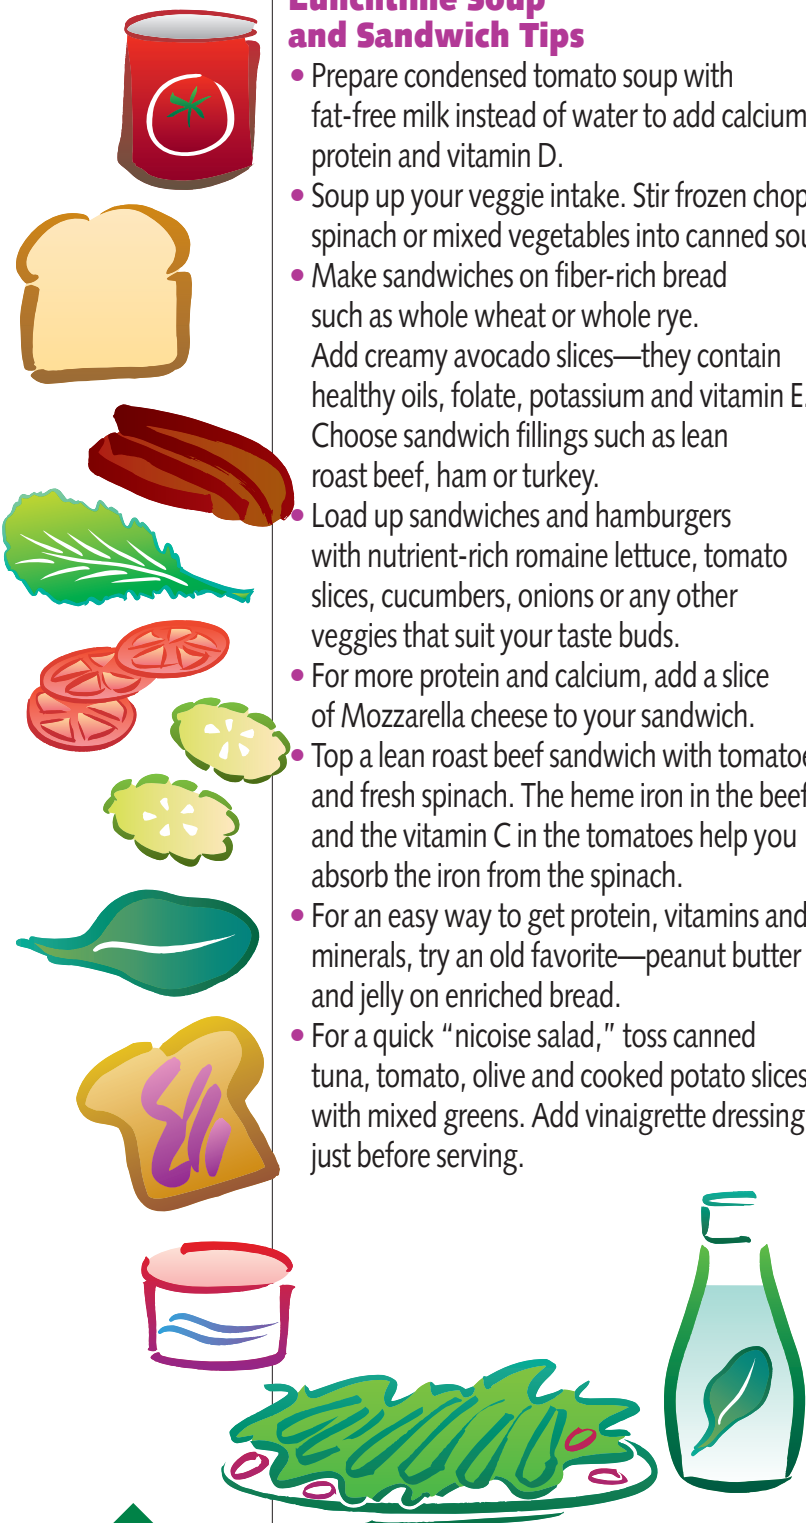 Lunchtime Soup
and Sandwich Tips
• Prepare condensed tomato soup with
fat-free milk instead of water to add calcium
protein and vitamin D.
• Soup up your veggie intake. Stir frozen chop
spinach or mixed vegetables into canned sou
• Make sandwiches on fiber-rich bread
such as whole wheat or whole rye.
Add creamy avocado slices—they contain
healthy oils, folate, potassium and vitamin E.
Choose sandwich fillings such as lean
roast beef, ham or turkey.
• Load up sandwiches and hamburgers
with nutrient-rich romaine lettuce, tomato
slices, cucumbers, onions or any other
veggies that suit your taste buds.
• For more protein and calcium, add a slice
of Mozzarella cheese to your sandwich.
• Top a lean roast beef sandwich with tomatoe
and fresh spinach. The heme iron in the beef
and the vitamin C in the tomatoes help you
absorb the iron from the spinach.
• For an easy way to get protein, vitamins and
minerals, try an old favorite—peanut butter
and jelly on enriched bread.
• For a quick “nicoise salad,” toss canned
tuna, tomato, olive and cooked potato slices
with mixed greens. Add vinaigrette dressing
just before serving.